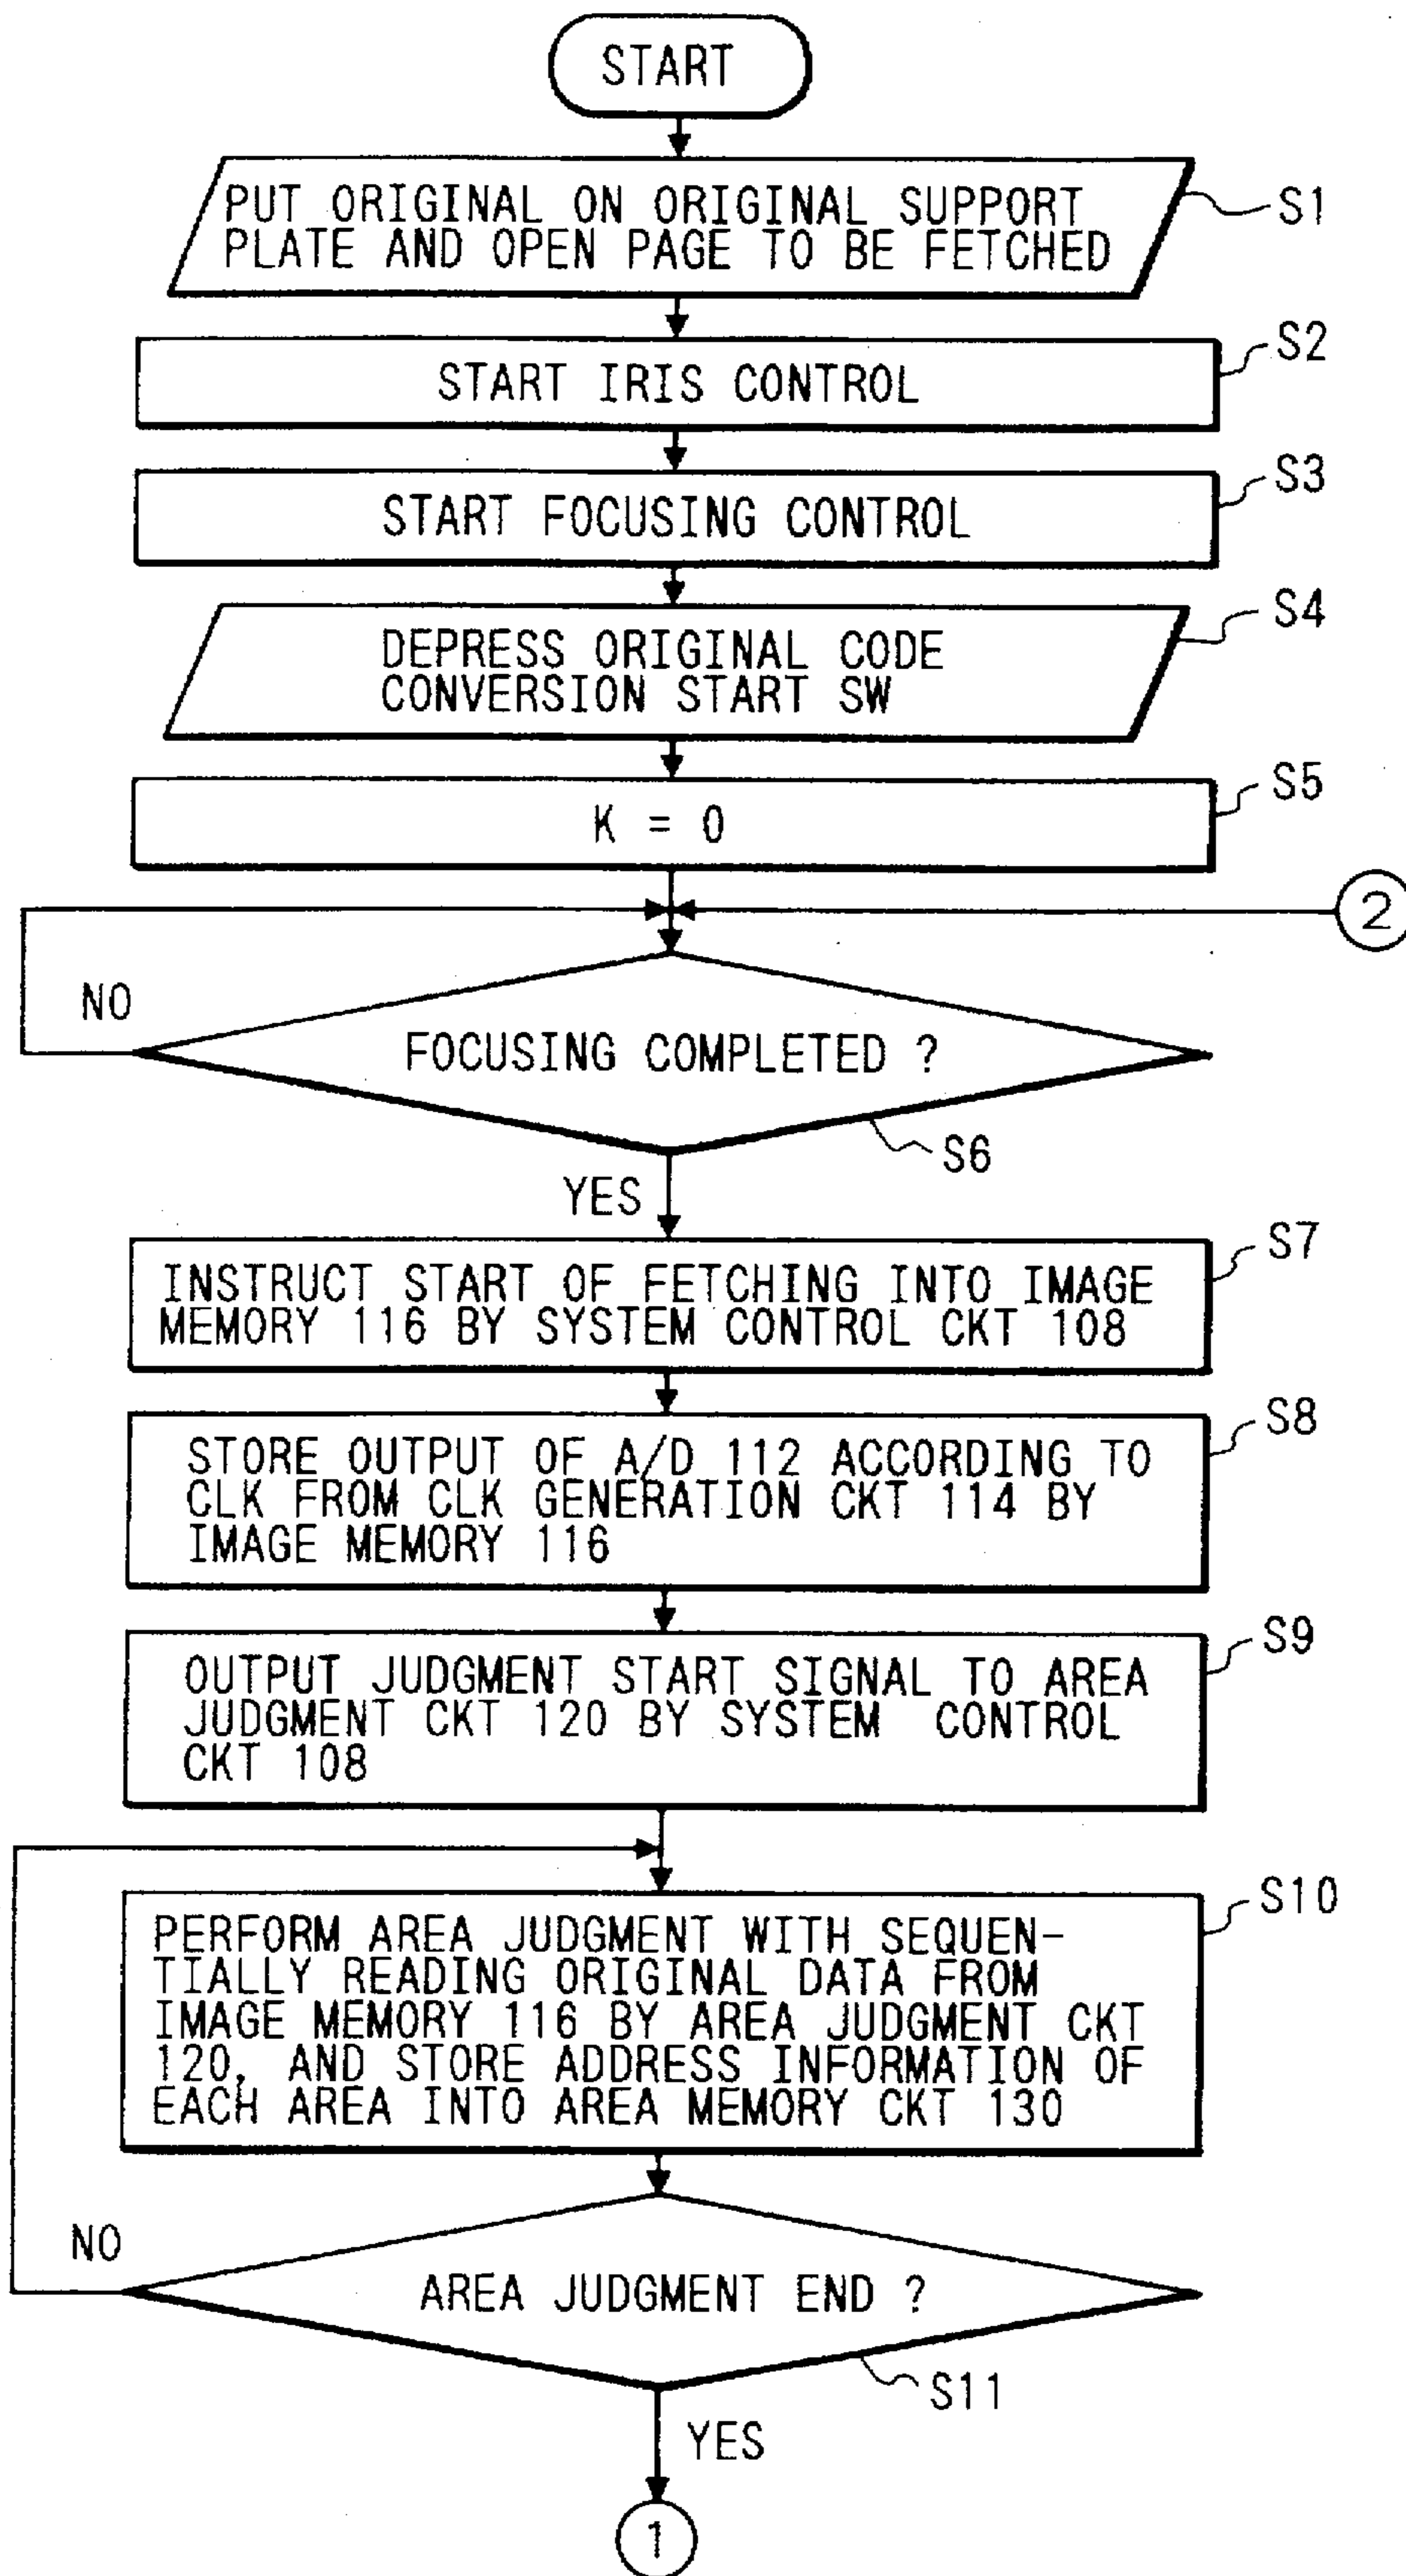 START
PUT ORIGINAL ON ORIGINAL SUPPORT
PLATE AND OPEN PAGE TO BE FETCHED
S1
START IRIS CONTROL
S2
START FOCUSING CONTROL
S3
DEPRESS ORIGINAL CODE
CONVERSION START SW
S4
K = 0
S5
2
NO
FOCUSING COMPLETED ?
S6
YES
INSTRUCT START OF FETCHING INTO IMAGE
MEMORY 116 BY SYSTEM CONTROL CKT 108
S7
STORE OUTPUT OF A/D 112 ACCORDING TO
CLK FROM CLK GENERATION CKT 114 BY
IMAGE MEMORY 116
S8
OUTPUT JUDGMENT START SIGNAL TO AREA
JUDGMENT CKT 120 BY SYSTEM CONTROL
CKT 108
S9
PERFORM AREA JUDGMENT WITH SEQUEN-
TIALLY READING ORIGINAL DATA FROM
IMAGE MEMORY 116 BY AREA JUDGMENT CKT
120, AND STORE ADDRESS INFORMATION OF
EACH AREA INTO AREA MEMORY CKT 130
S10
NO
AREA JUDGMENT END ?
S11
YES
1